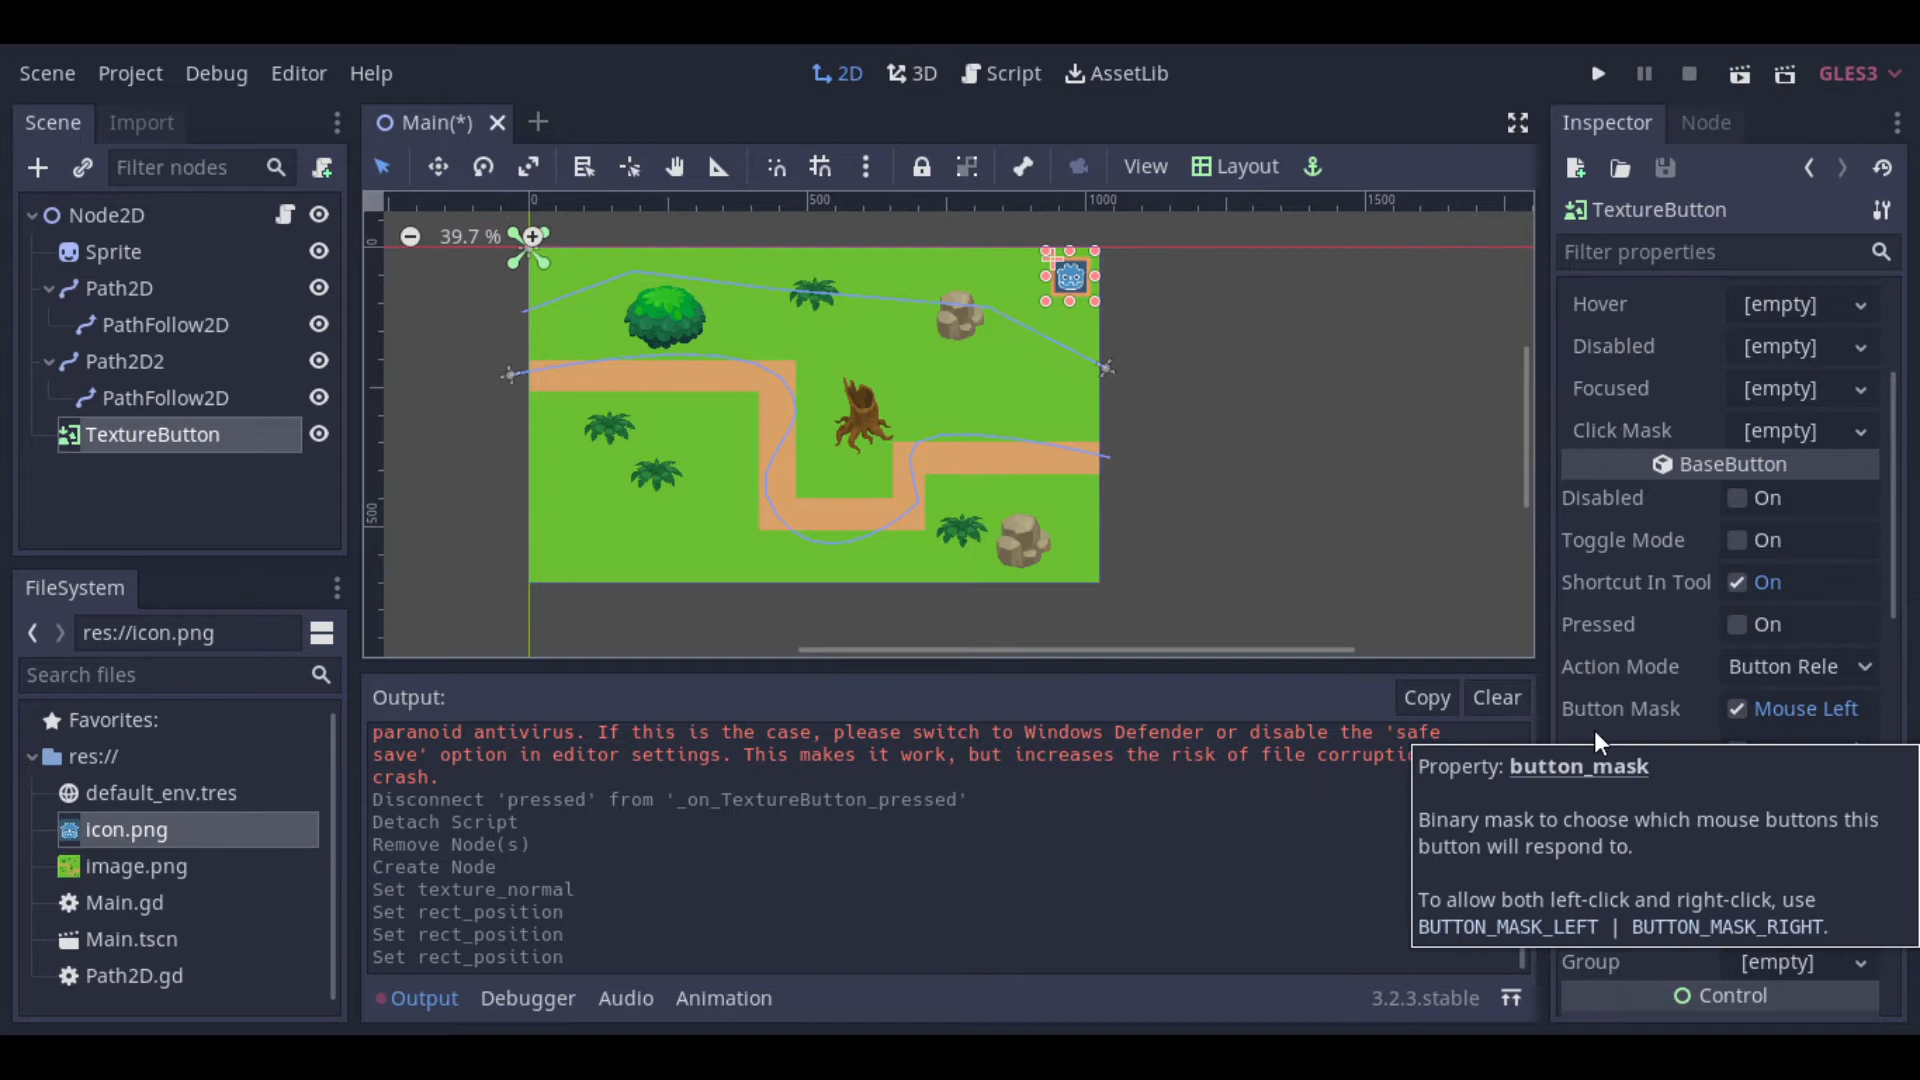 Scene Project Debug Editor Help
2D 3D Script AssetLib
GLES3
Scene Import
Filter nodes
Node2D
Sprite
Path2D
PathFollow2D
Path2D2
PathFollow2D
TextureButton
FileSystem
res://icon.png
Search files
Favorites:
res://
default_env.tres
icon.png
image.png
Main.gd
Main.tscn
Path2D.gd
Main(*)
View Layout
0 500 1000 1500
39.7 %
0
500
Output:
Copy Clear
paranoid antivirus. If this is the case, please switch to Windows Defender or disable the 'safe
save' option in editor settings. This makes it work, but increases the risk of file corrupti
crash.
Disconnect 'pressed' from '_on_TextureButton_pressed'
Detach Script
Remove Node(s)
Create Node
Set texture_normal
Set rect_position
Set rect_position
Set rect_position
Output Debugger Audio Animation
3.2.3.stable
Inspector Node
TextureButton
Filter properties
Hover [empty]
Disabled [empty]
Focused [empty]
Click Mask [empty]
BaseButton
Disabled On
Toggle Mode On
Shortcut In Tool On
Pressed On
Action Mode Button Rele
Button Mask Mouse Left
Property: button_mask
Binary mask to choose which mouse buttons this
button will respond to.
To allow both left-click and right-click, use
BUTTON_MASK_LEFT | BUTTON_MASK_RIGHT.
Group [empty]
Control